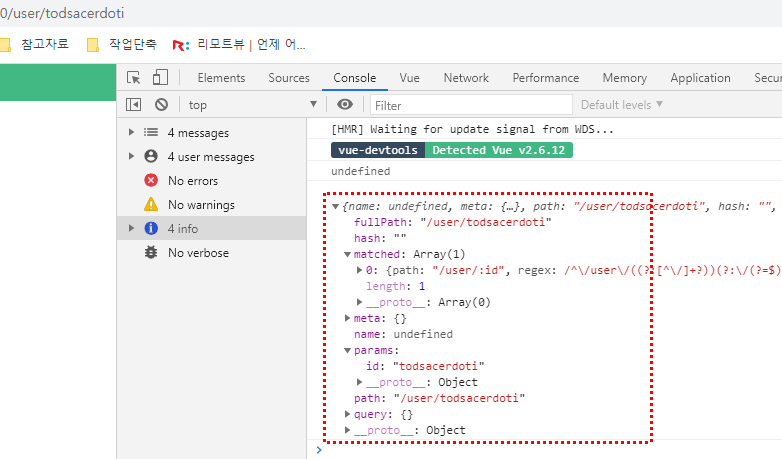 0/user/todsacerdoti
참고자료 작업단축 리모트뷰 | 언제 어...
Elements Sources Console Vue Network Performance Memory Application Secu
top Filter Default levels ▼
4 messages
4 user messages
No errors
No warnings
4 info
No verbose
[HMR] Waiting for update signal from WDS...
vue-devtools Detected Vue v2.6.12
undefined
{name: undefined, meta: {…}, path: "/user/todsacerdoti", hash: "",
fullPath: "/user/todsacerdoti"
hash: ""
matched: Array(1)
0: {path: "/user/:id", regex: /^\/user\/((?:[^\/]+?))(?:\/(?=$)
length: 1
__proto__: Array(0)
meta: {}
name: undefined
params:
id: "todsacerdoti"
__proto__: Object
path: "/user/todsacerdoti"
query: {}
__proto__: Object